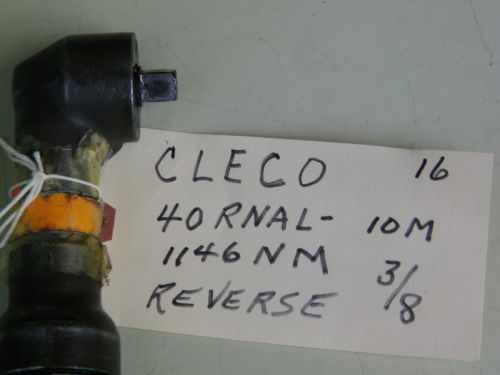 CLECO 16
40RNAL- 10M
1146NM 3/8
REVERSE